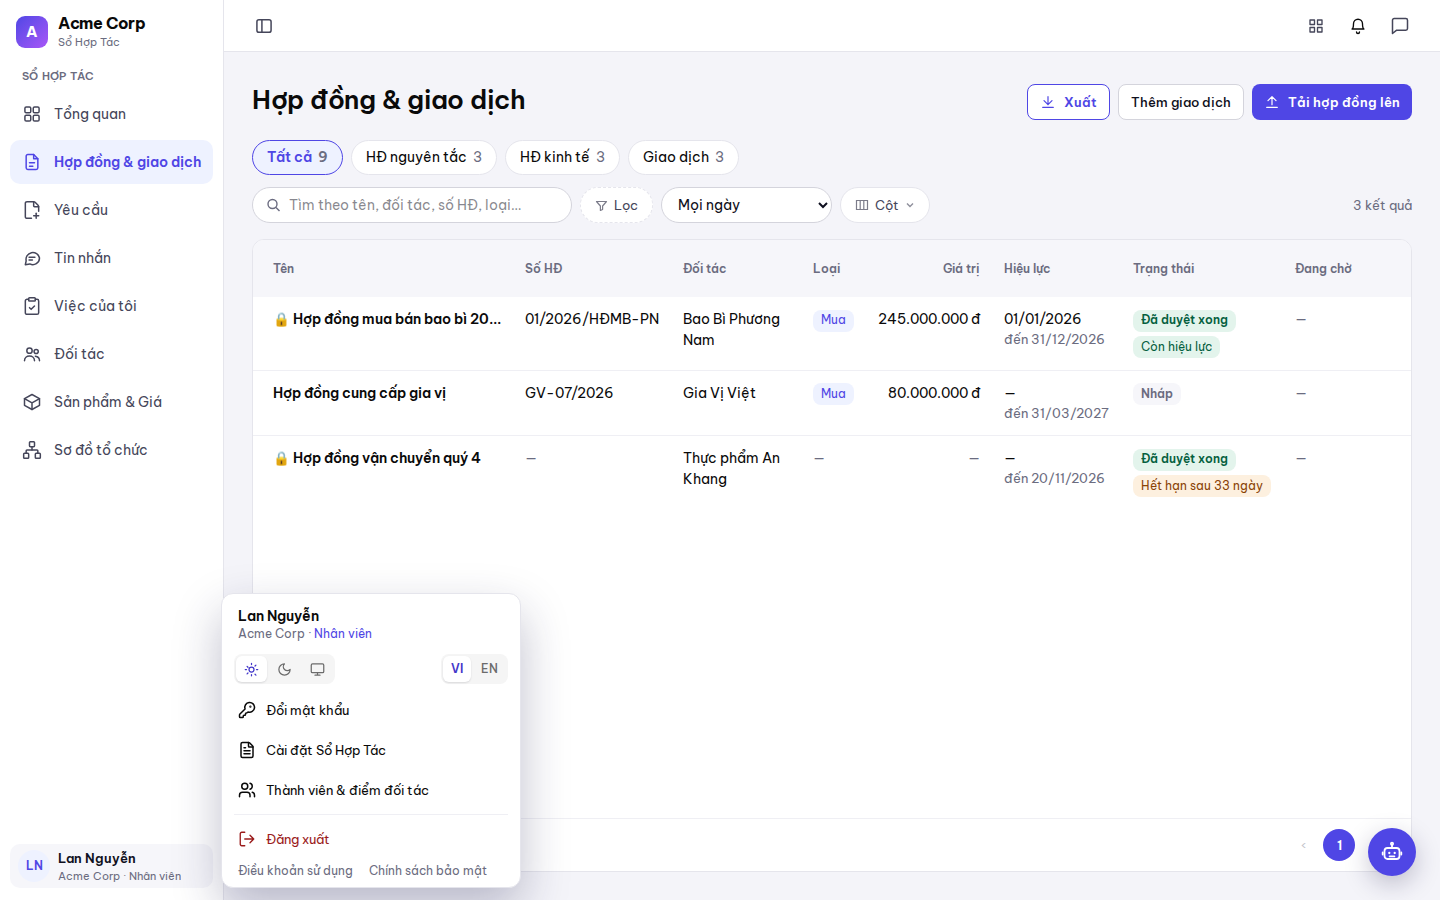 A
Acme Corp
Sổ Hợp Tác
SỔ HỢP TÁC
Tổng quan
Hợp đồng & giao dịch
Yêu cầu
Tin nhắn
Việc của tôi
Đối tác
Sản phẩm & Giá
Sơ đồ tổ chức
LN
Lan Nguyễn
Acme Corp · Nhân viên
Hợp đồng & giao dịch
Xuất
Thêm giao dịch
Tải hợp đồng lên
Tất cả 9
HĐ nguyên tắc 3
HĐ kinh tế 3
Giao dịch 3
Tìm theo tên, đối tác, số HĐ, loại...
Lọc
Mọi ngày
Cột
3 kết quả
Tên Số HĐ Đối tác Loại Giá trị Hiệu lực Trạng thái Đang chờ
🔒 Hợp đồng mua bán bao bì 20... 01/2026/HĐMB-PN Bao Bì Phương Mua 245.000.000 đ 01/01/2026 Đã duyệt xong —
Nam đến 31/12/2026 Còn hiệu lực
Hợp đồng cung cấp gia vị GV-07/2026 Gia Vị Việt Mua 80.000.000 đ — Nháp —
đến 31/03/2027
🔒 Hợp đồng vận chuyển quý 4 — Thực phẩm An — — — Đã duyệt xong —
Khang đến 20/11/2026 Hết hạn sau 33 ngày
Lan Nguyễn
Acme Corp · Nhân viên
VI EN
Đổi mật khẩu
Cài đặt Sổ Hợp Tác
Thành viên & điểm đối tác
Đăng xuất
Điều khoản sử dụng Chính sách bảo mật
‹ 1